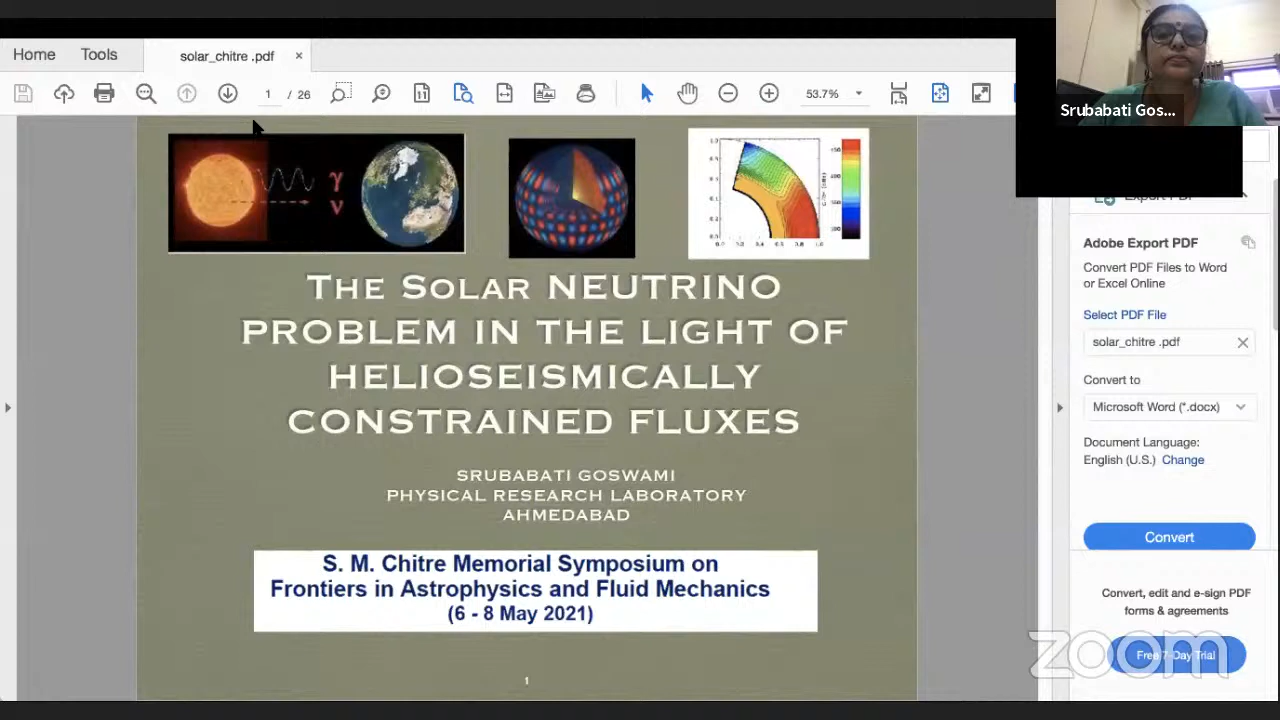 Home
Tools
solar_chitre .pdf
1 / 26
53.7%
Srubabati Gos...
γ
ν
THE SOLAR NEUTRINO
PROBLEM IN THE LIGHT OF
HELIOSEISMICALLY
CONSTRAINED FLUXES
SRUBABATI GOSWAMI
PHYSICAL RESEARCH LABORATORY
AHMEDABAD
S. M. Chitre Memorial Symposium on
Frontiers in Astrophysics and Fluid Mechanics
(6 - 8 May 2021)
1
Export PDF
Adobe Export PDF
Convert PDF Files to Word
or Excel Online
Select PDF File
solar_chitre .pdf
Convert to
Microsoft Word (*.docx)
Document Language:
English (U.S.) Change
Convert
Convert, edit and e-sign PDF
forms & agreements
Free 7-Day Trial
zoom